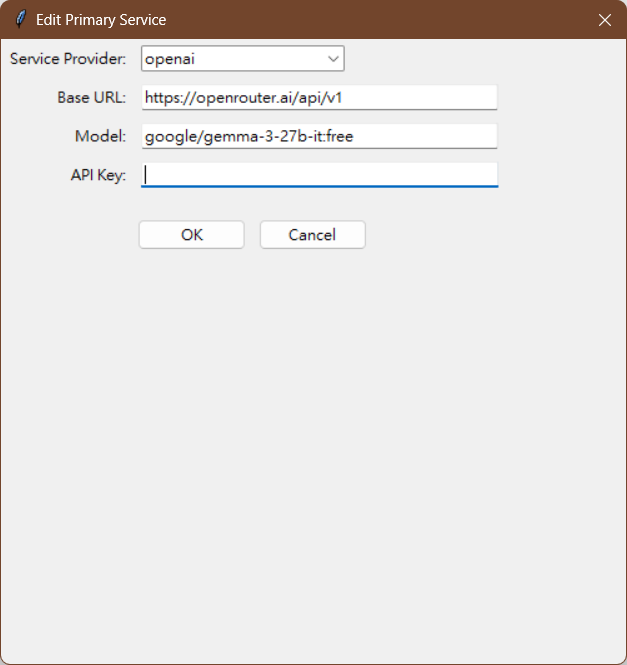 Edit Primary Service
Service Provider: openai
Base URL: https://openrouter.ai/api/v1
Model: google/gemma-3-27b-it:free
API Key:
OK Cancel